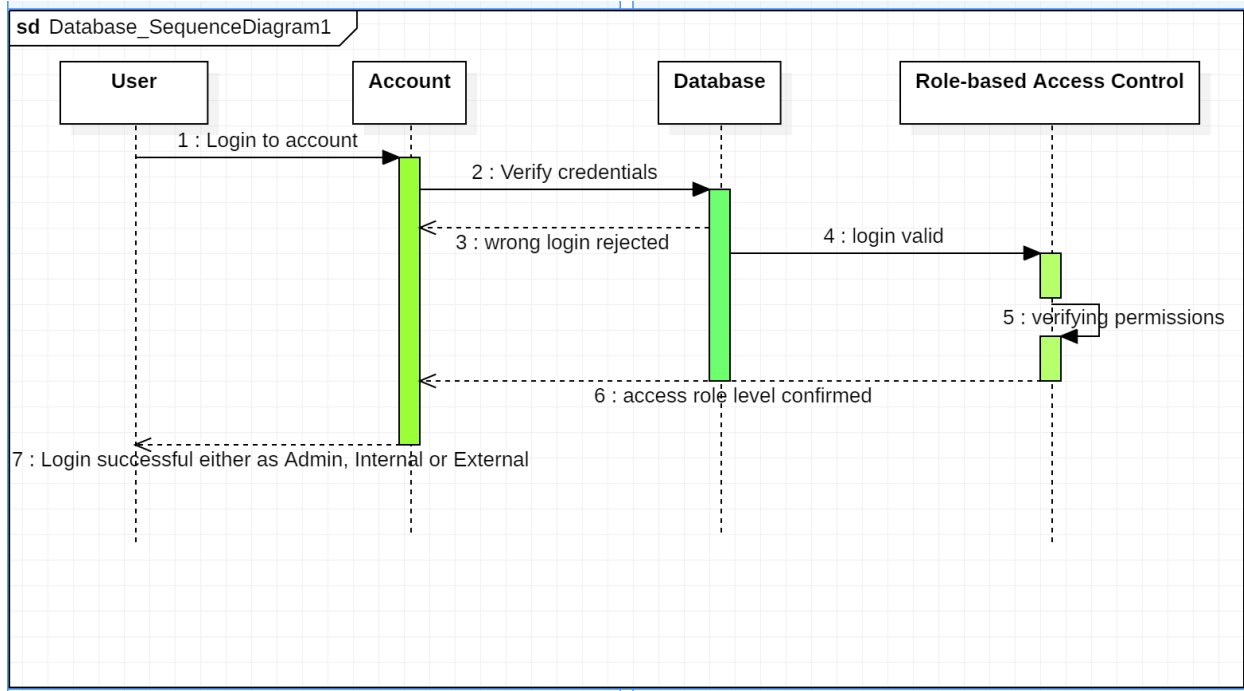 sd Database_SequenceDiagram1
User
Account
Database
Role-based Access Control
1 : Login to account
2 : Verify credentials
3 : wrong login rejected
4 : login valid
5 : verifying permissions
6 : access role level confirmed
7 : Login successful either as Admin, Internal or External